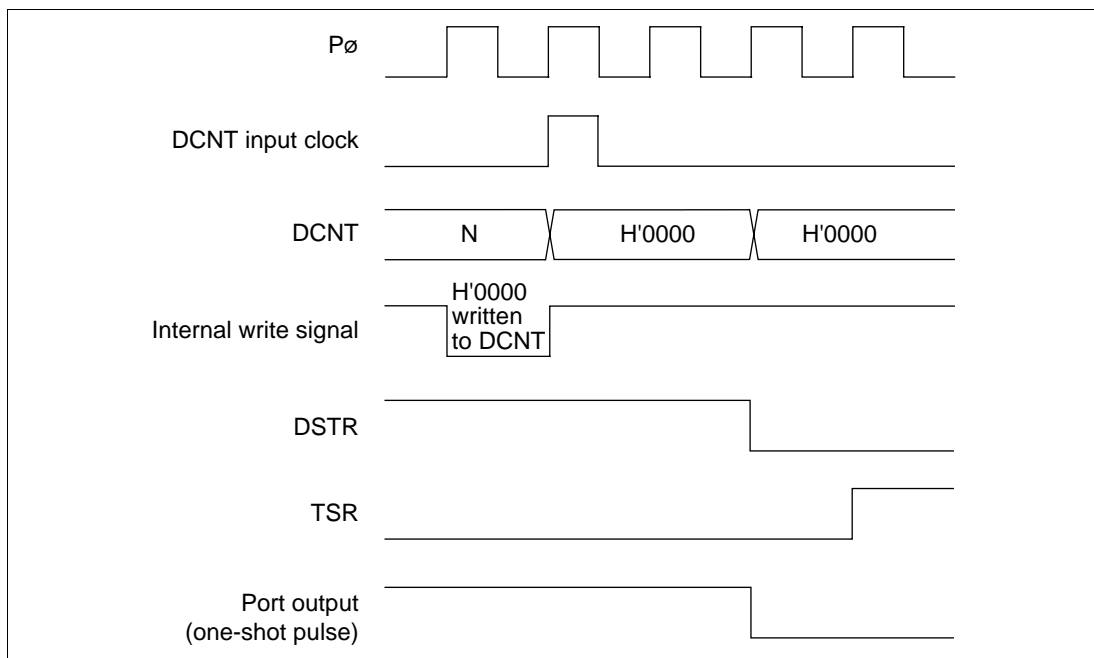 Pø
DCNT input clock
DCNT
N
H'0000
H'0000
Internal write signal
H'0000
written
to DCNT
DSTR
TSR
Port output
(one-shot pulse)